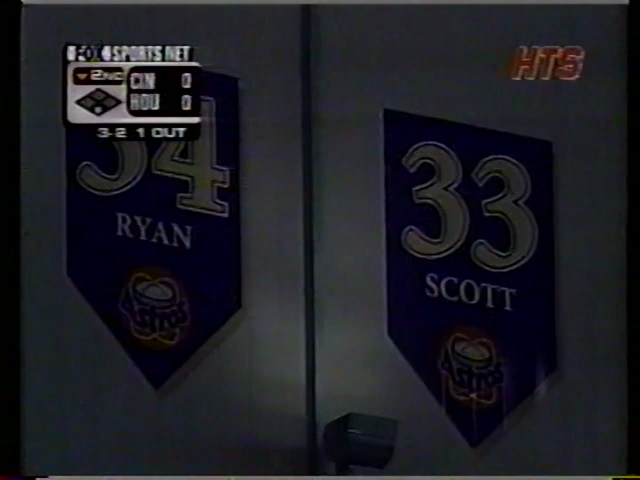 FOX SPORTS NET
HTS
2ND
CIN 0
HOU 0
3-2 1 OUT
34
RYAN
Astros
33
SCOTT
Astros